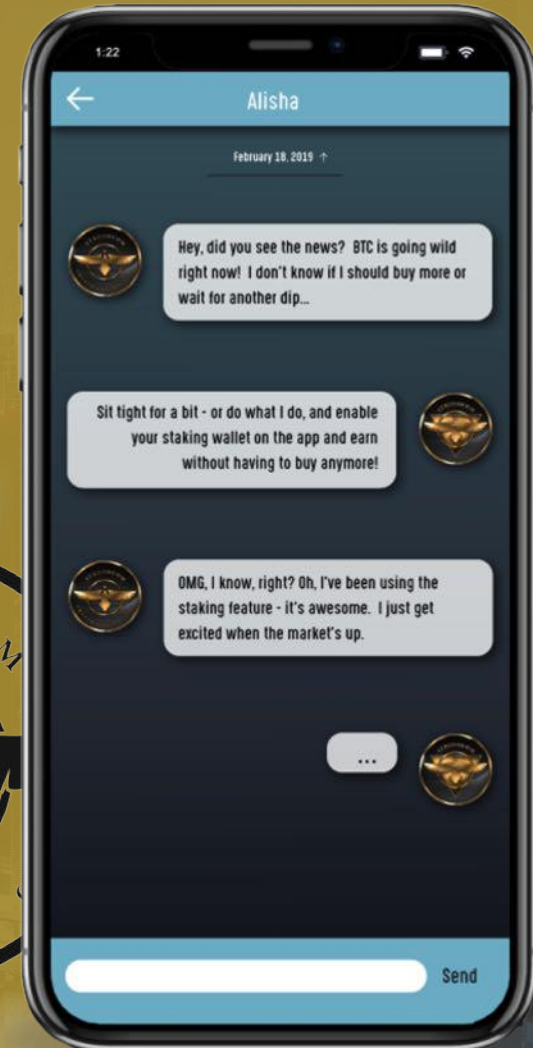 1:22
Alisha
February 18, 2019 ↑
Hey, did you see the news? BTC is going wild
right now! I don't know if I should buy more or
wait for another dip...
Sit tight for a bit - or do what I do, and enable
your staking wallet on the app and earn
without having to buy anymore!
OMG, I know, right? Oh, I've been using the
staking feature - it's awesome. I just get
excited when the market's up.
...
Send